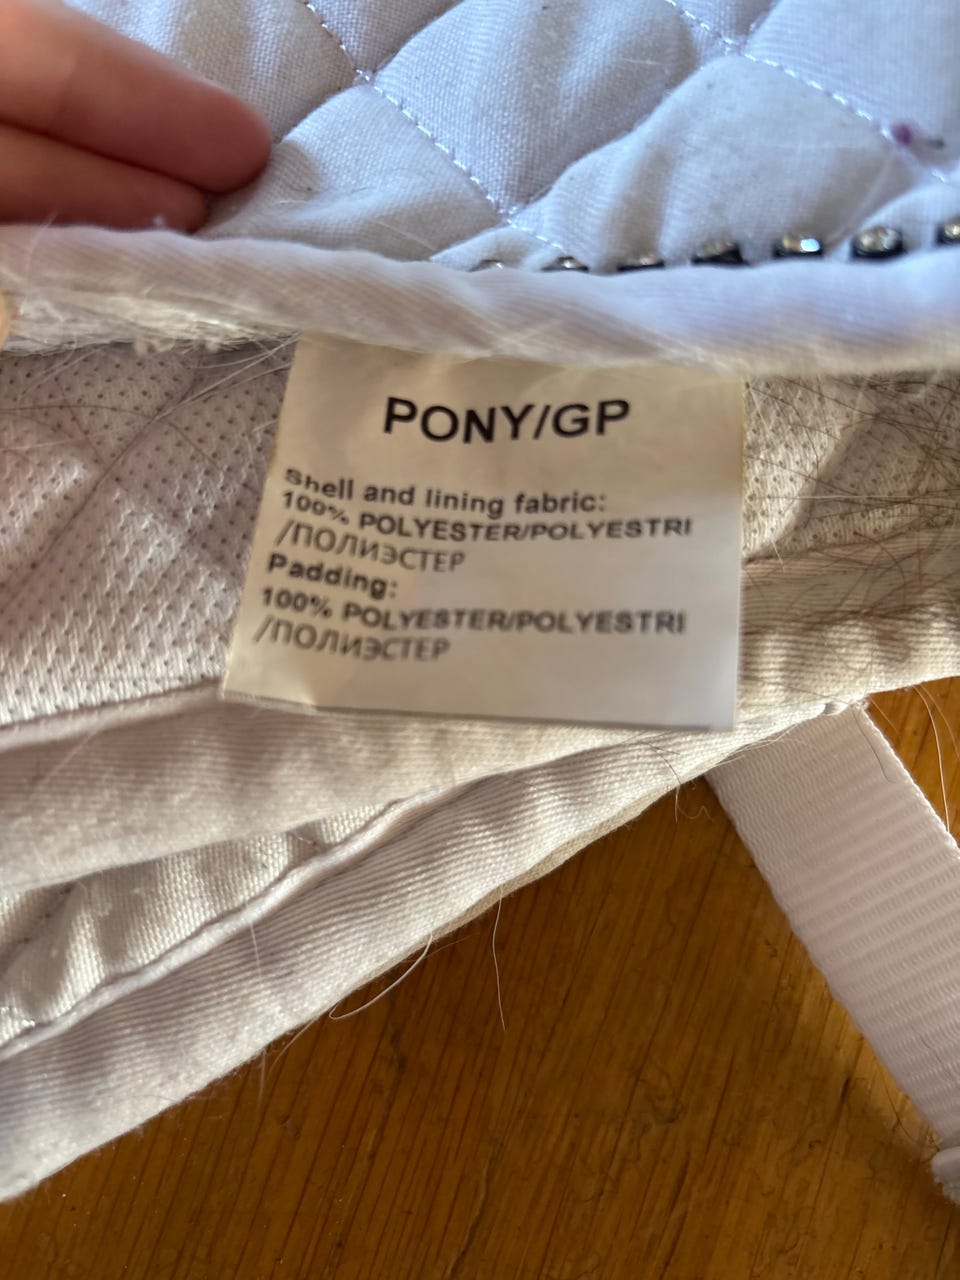 PONY/GP
Shell and lining fabric:
100% POLYESTER/POLYESTRI
/ПОЛИЭСТЕР
Padding:
100% POLYESTER/POLYESTRI
/ПОЛИЭСТЕР